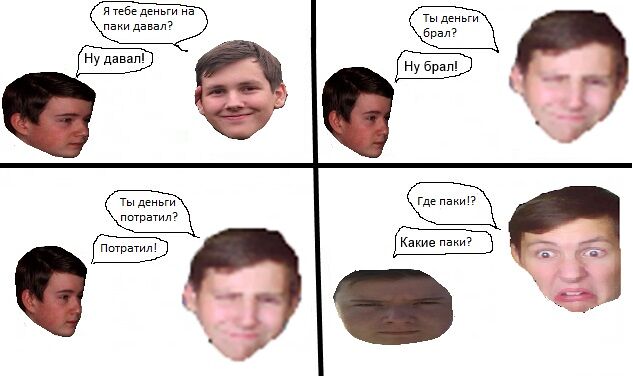 Я тебе деньги на
паки давал?
Ну давал!
Ты деньги
брал?
Ну брал!
Ты деньги
потратил?
Потратил!
Где паки!?
Какие паки?